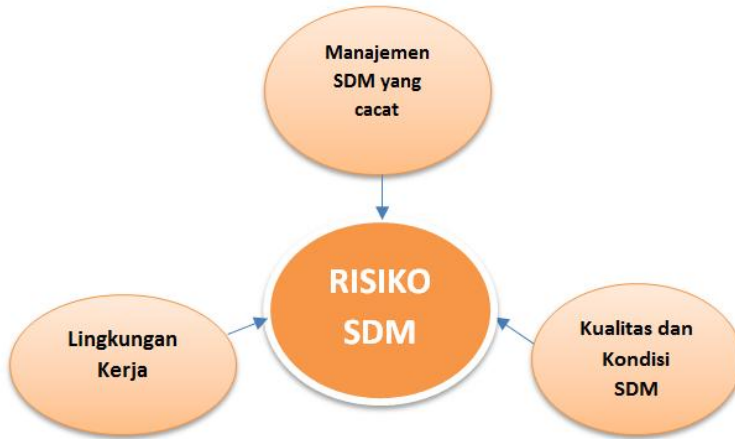 Manajemen
SDM yang
cacat
RISIKO
SDM
Lingkungan
Kerja
Kualitas dan
Kondisi
SDM